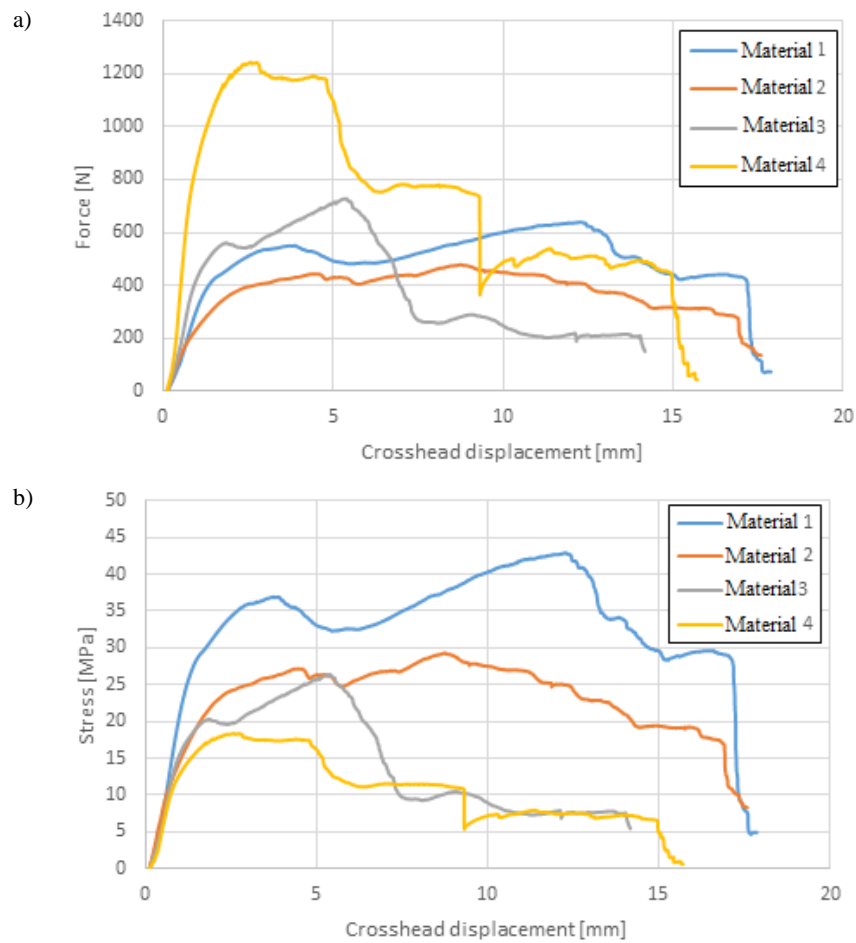 a)
1400
1200
1000
800
600
400
200
0
Force [N]
Material 1
Material 2
Material 3
Material 4
0 5 10 15 20
Crosshead displacement [mm]
b)
50
45
40
35
30
25
20
15
10
5
0
Stress [MPa]
Material 1
Material 2
Material 3
Material 4
0 5 10 15 20
Crosshead displacement [mm]